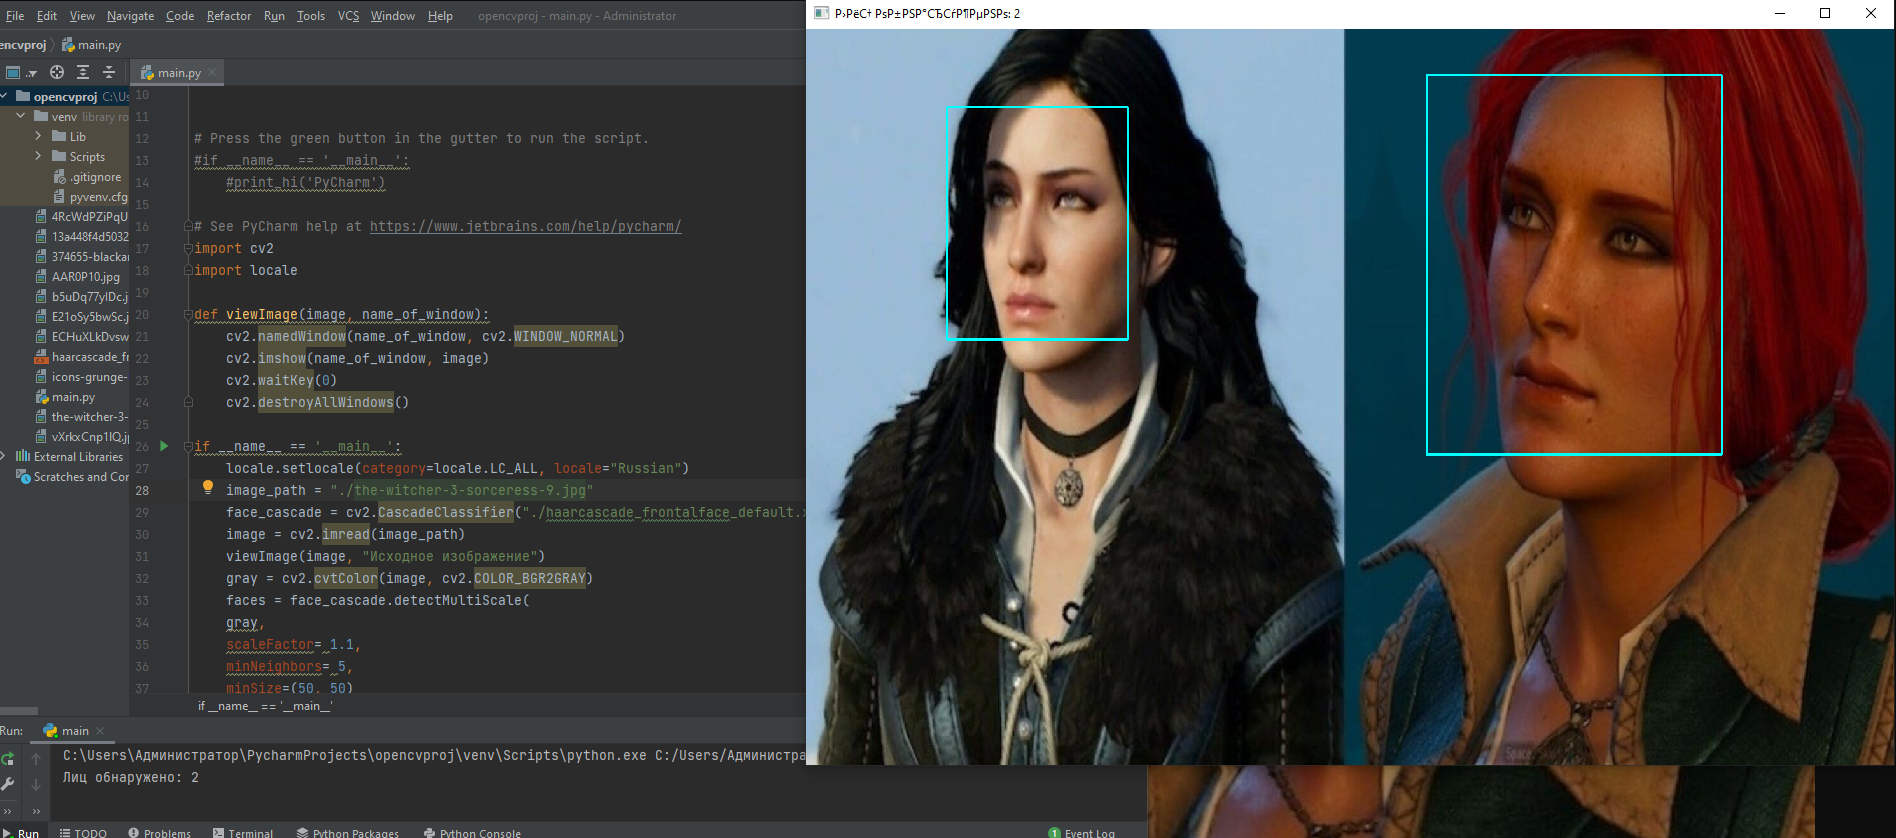 File Edit View Navigate Code Refactor Run Tools VCS Window Help opencvproj - main.py - Administrator
encvproj main.py
main.py
opencvproj C:\Us
venv library ro
Lib
Scripts
.gitignore
pyvenv.cfg
4RcWdPZiPqU
13a448f4d5032
374655-blackar
AAR0P10.jpg
b5uDq77yIDc.j
E21oSy5bwSc.j
ECHuXLkDvsw
haarcascade_fr
icons-grunge-
main.py
the-witcher-3-
vXrkxCnp1IQ.jp
External Libraries
Scratches and Cor
10
11
12 # Press the green button in the gutter to run the script.
13 #if __name__ == '__main__':
14 #print_hi('PyCharm')
15
16 # See PyCharm help at https://www.jetbrains.com/help/pycharm/
17 import cv2
18 import locale
19
20 def viewImage(image, name_of_window):
21 cv2.namedWindow(name_of_window, cv2.WINDOW_NORMAL)
22 cv2.imshow(name_of_window, image)
23 cv2.waitKey(0)
24 cv2.destroyAllWindows()
25
26 if __name__ == '__main__':
27 locale.setlocale(category=locale.LC_ALL, locale="Russian")
28 image_path = "./the-witcher-3-sorceress-9.jpg"
29 face_cascade = cv2.CascadeClassifier("./haarcascade_frontalface_default.x
30 image = cv2.imread(image_path)
31 viewImage(image, "Исходное изображение")
32 gray = cv2.cvtColor(image, cv2.COLOR_BGR2GRAY)
33 faces = face_cascade.detectMultiScale(
34 gray,
35 scaleFactor= 1.1,
36 minNeighbors= 5,
37 minSize=(50, 50)
if __name__ == '__main__'
Р›РёС† РѕР±РЅР°СЂСѓР¶РµРЅРѕ: 2
Run: main
C:\Users\Администратор\PycharmProjects\opencvproj\venv\Scripts\python.exe C:/Users/Администра
Лиц обнаружено: 2
Run TODO Problems Terminal Python Packages Python Console 1 Event Log